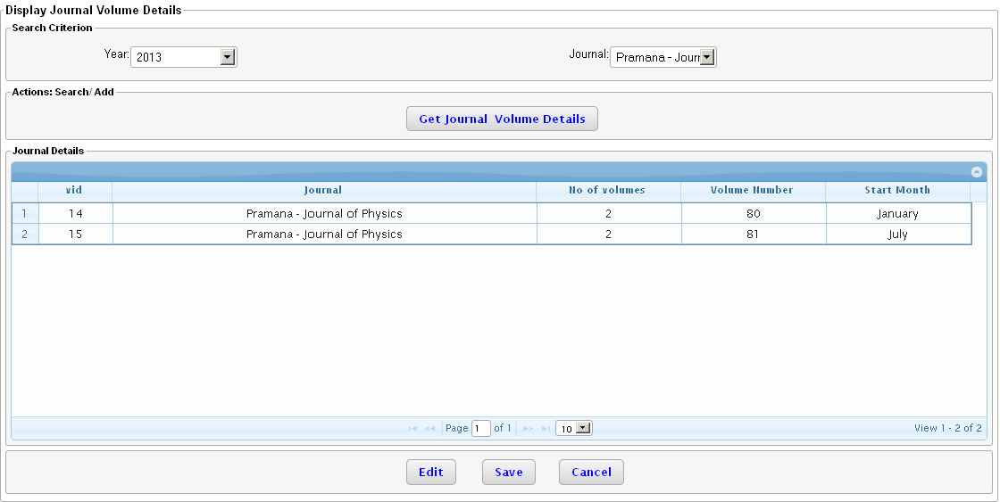 Display Journal Volume Details
Search Criterion
Year: 2013 Journal: Pramana - Jour
Actions: Search/ Add
Get Journal Volume Details
Journal Details
vid Journal No of volumes Volume Number Start Month
1 14 Pramana - Journal of Physics 2 80 January
2 15 Pramana - Journal of Physics 2 81 July
Page 1 of 1 10 View 1 - 2 of 2
Edit Save Cancel